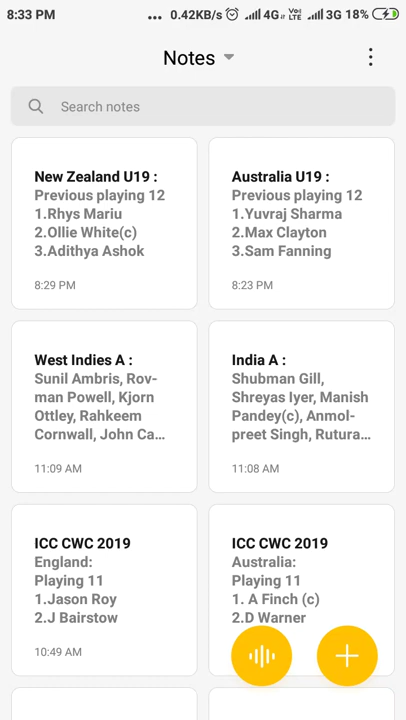 8:33 PM ... 0.42KB/s 4G Vo) LTE 3G 18%
Notes
Search notes
New Zealand U19 :
Previous playing 12
1.Rhys Mariu
2.Ollie White(c)
3.Adithya Ashok
8:29 PM
Australia U19 :
Previous playing 12
1.Yuvraj Sharma
2.Max Clayton
3.Sam Fanning
8:23 PM
West Indies A :
Sunil Ambris, Rov-
man Powell, Kjorn
Ottley, Rahkeem
Cornwall, John Ca...
11:09 AM
India A :
Shubman Gill,
Shreyas Iyer, Manish
Pandey(c), Anmol-
preet Singh, Rutura...
11:08 AM
ICC CWC 2019
England:
Playing 11
1.Jason Roy
2.J Bairstow
10:49 AM
ICC CWC 2019
Australia:
Playing 11
1. A Finch (c)
2.D Warner